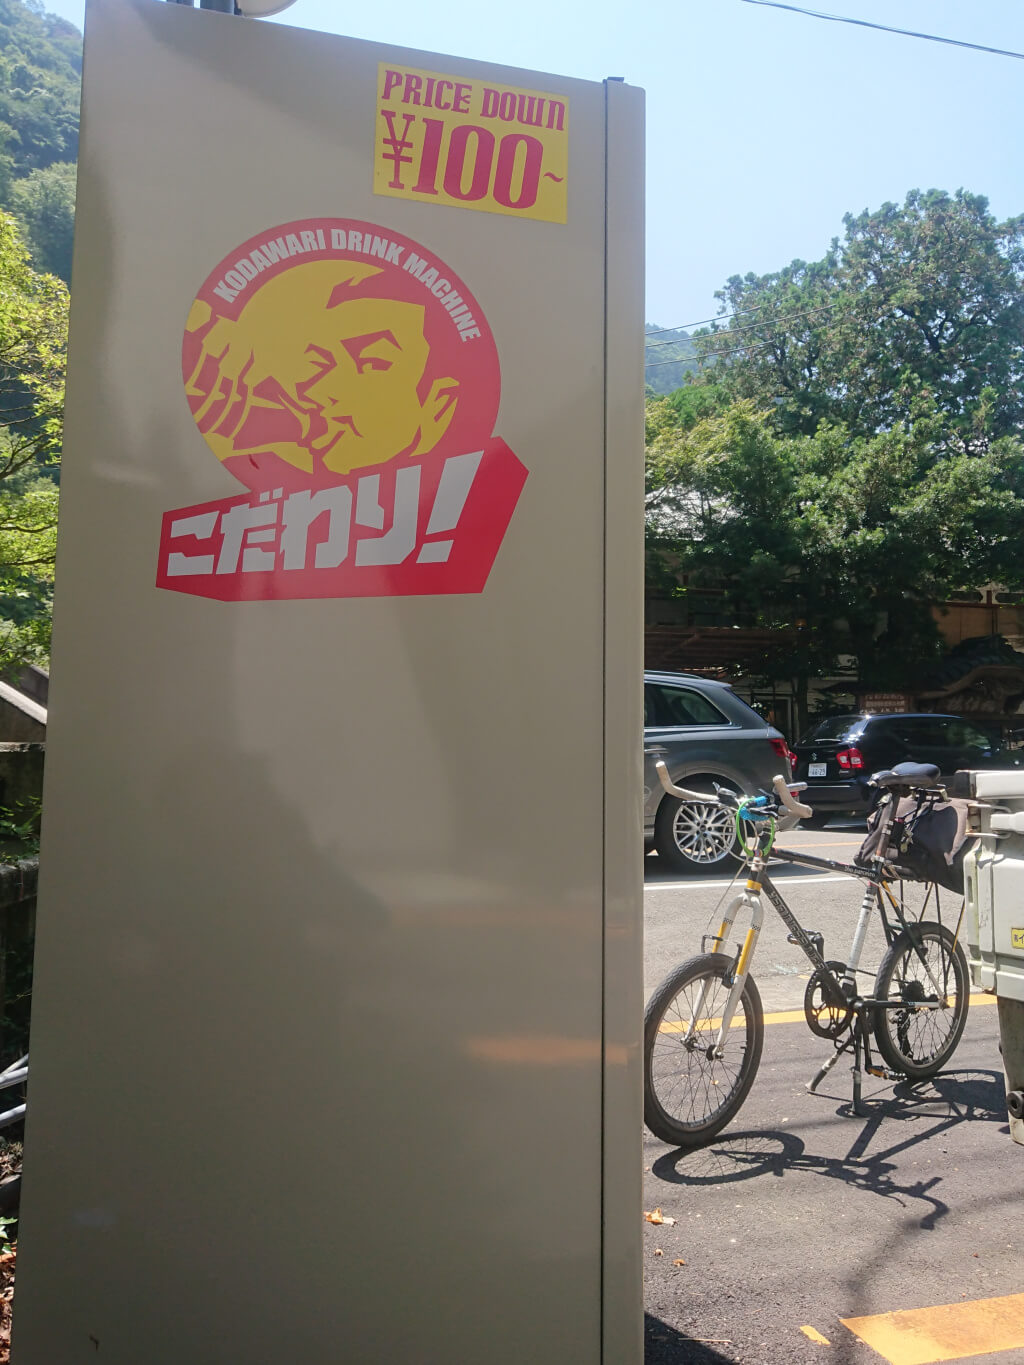 PRICE DOWN
¥100~
KODAWARI DRINK MACHINE
こだわり!